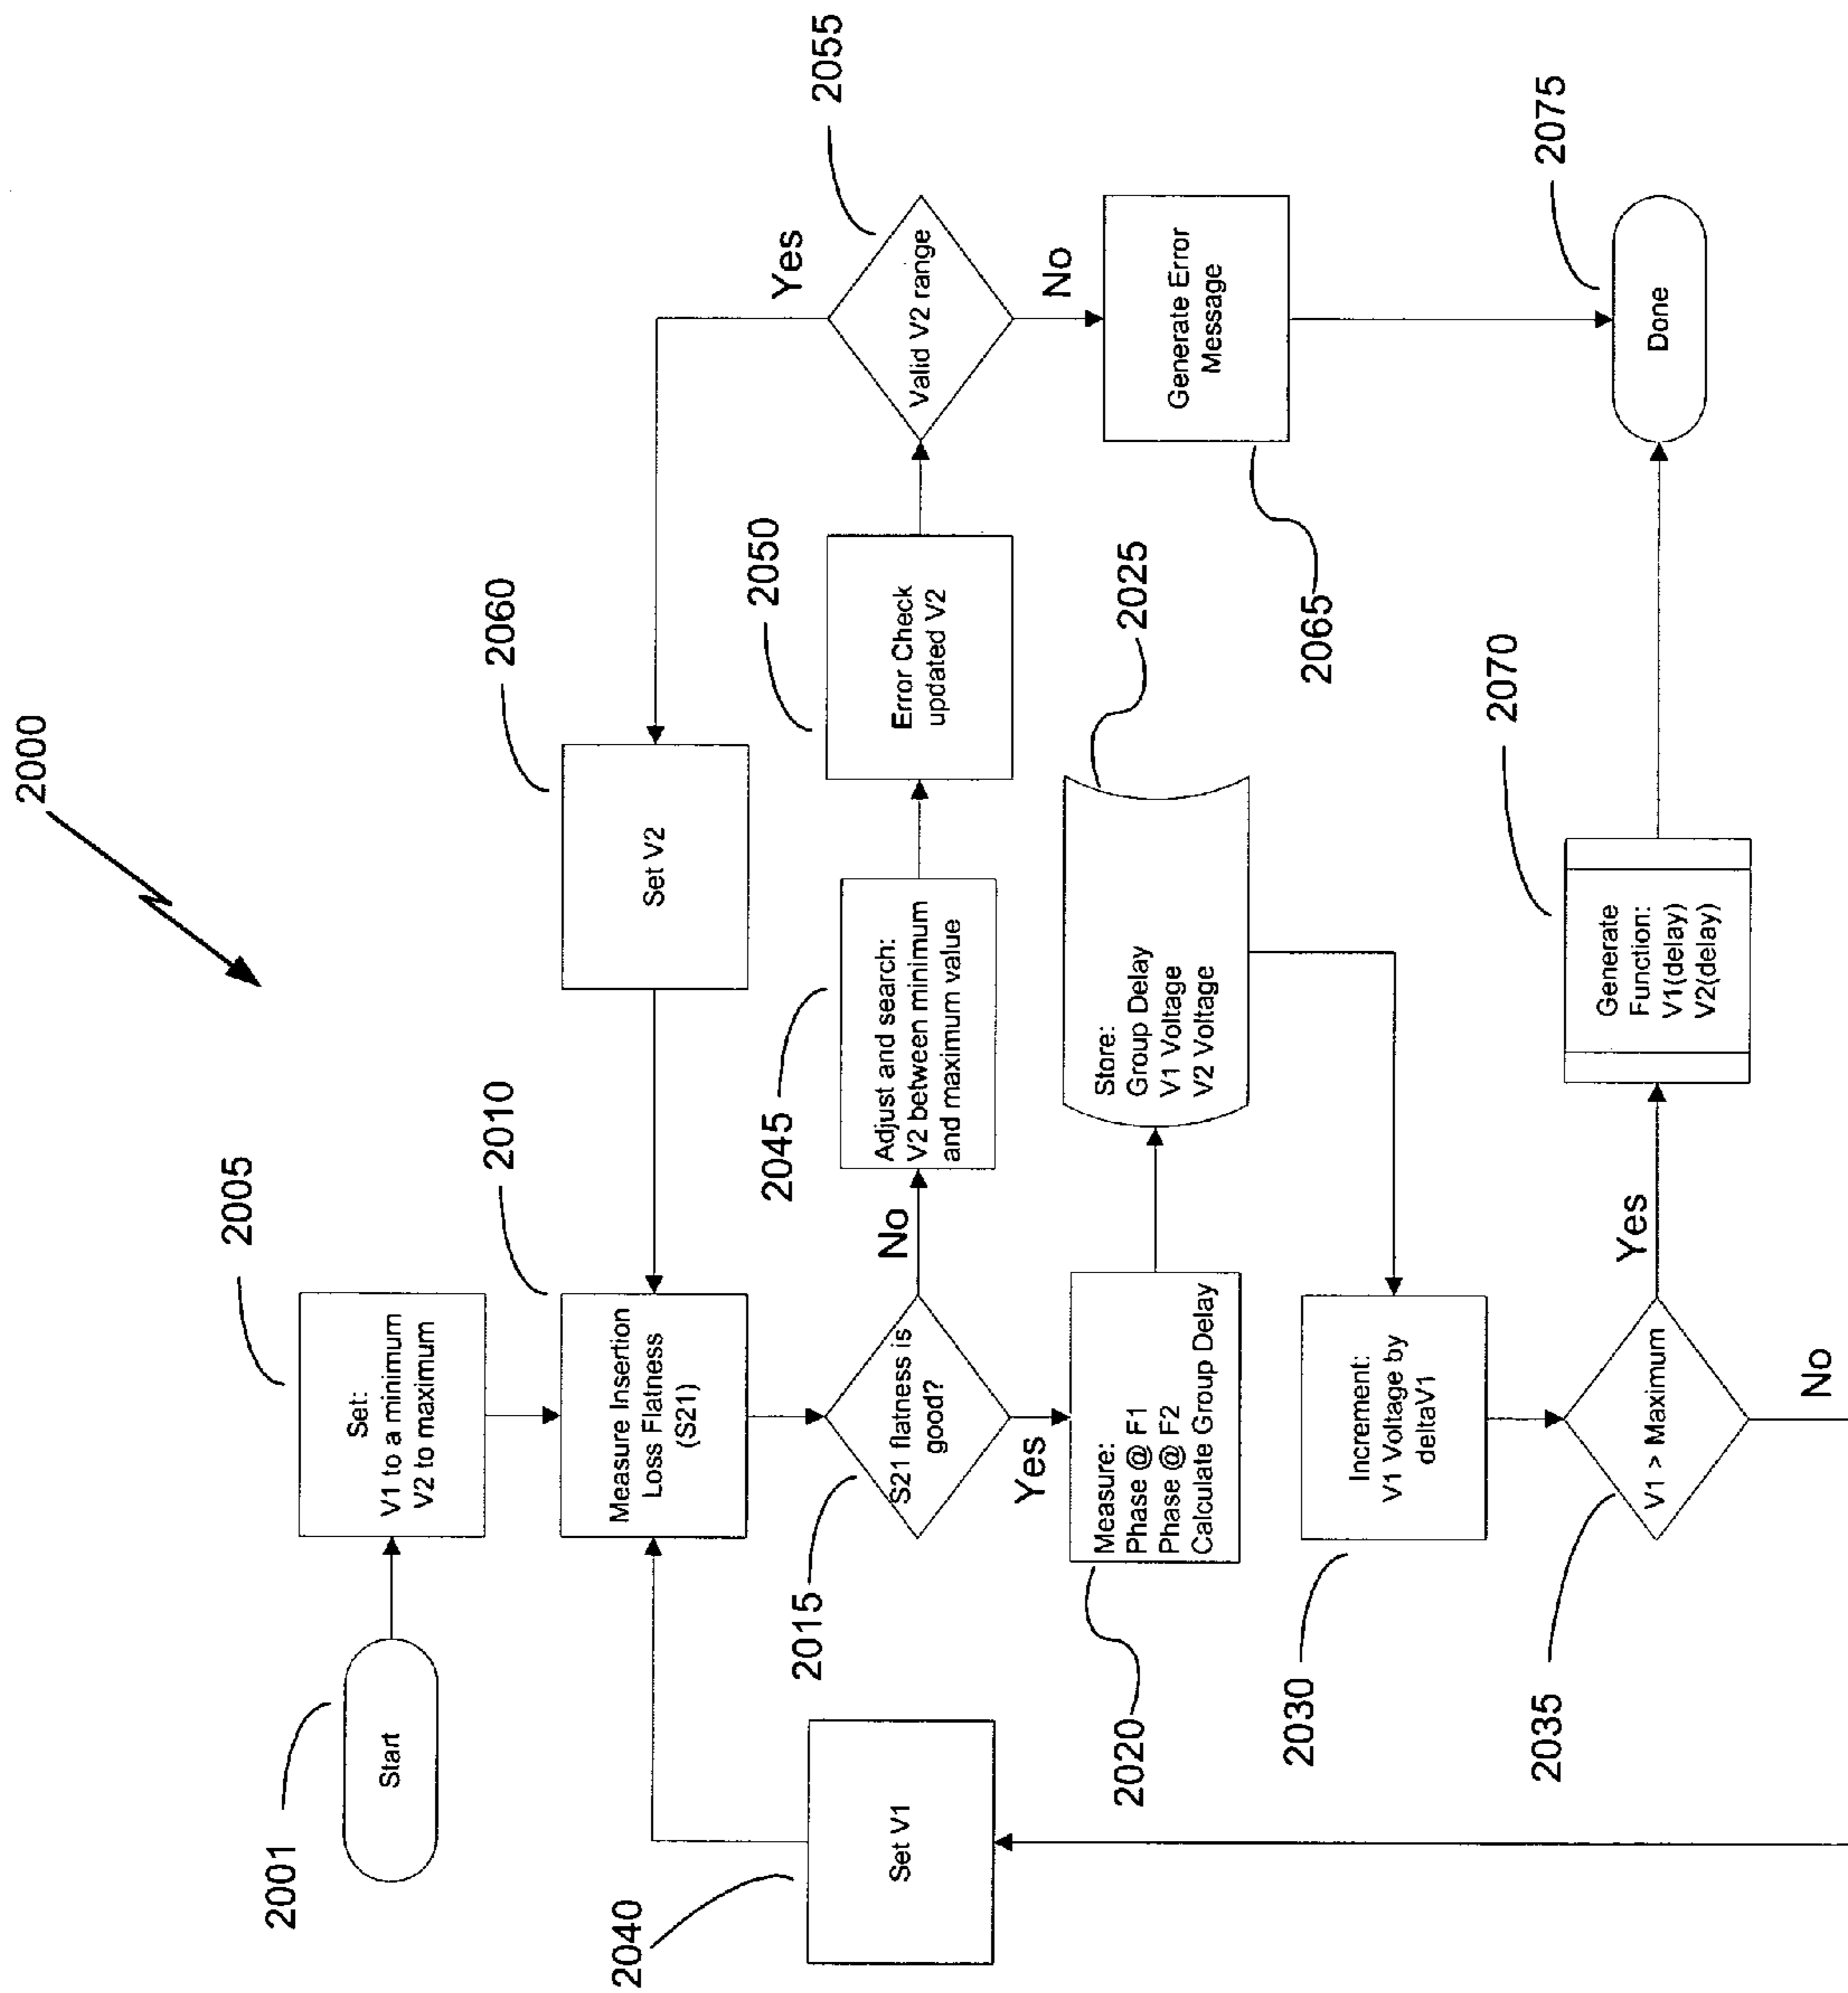 2000
2001
Start
2005
Set:
V1 to a minimum
V2 to maximum
2010
Measure Insertion
Loss Flatness
(S21)
2060
Set V2
2040
Set V1
2015
S21 flatness is
good?
No
Yes
2045
Adjust and search:
V2 between minimum
and maximum value
2050
Error Check
updated V2
2055
Valid V2 range
Yes
No
2020
Measure:
Phase @ F1
Phase @ F2
Calculate Group Delay
2025
Store:
Group Delay
V1 Voltage
V2 Voltage
2065
Generate Error
Message
2030
Increment:
V1 Voltage by
deltaV1
2035
V1 > Maximum
Yes
No
2070
Generate
Function:
V1(delay)
V2(delay)
2075
Done